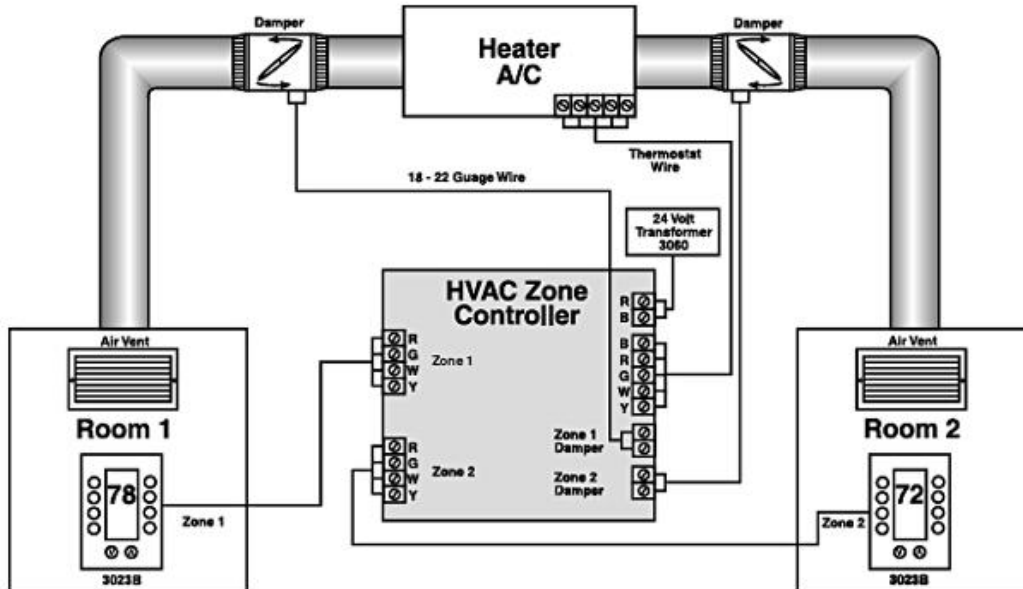 Damper
Heater
A/C
Damper
Thermostat
Wire
18 - 22 Guage Wire
24 Volt
Transformer
3060
HVAC Zone
Controller
R
B
R
G
W
Y
Zone 1
B
R
G
W
Y
Zone 1
Damper
R
G
W
Y
Zone 2
Zone 2
Damper
Air Vent
Room 1
78
Zone 1
3023B
Air Vent
Room 2
72
Zone 2
3023B